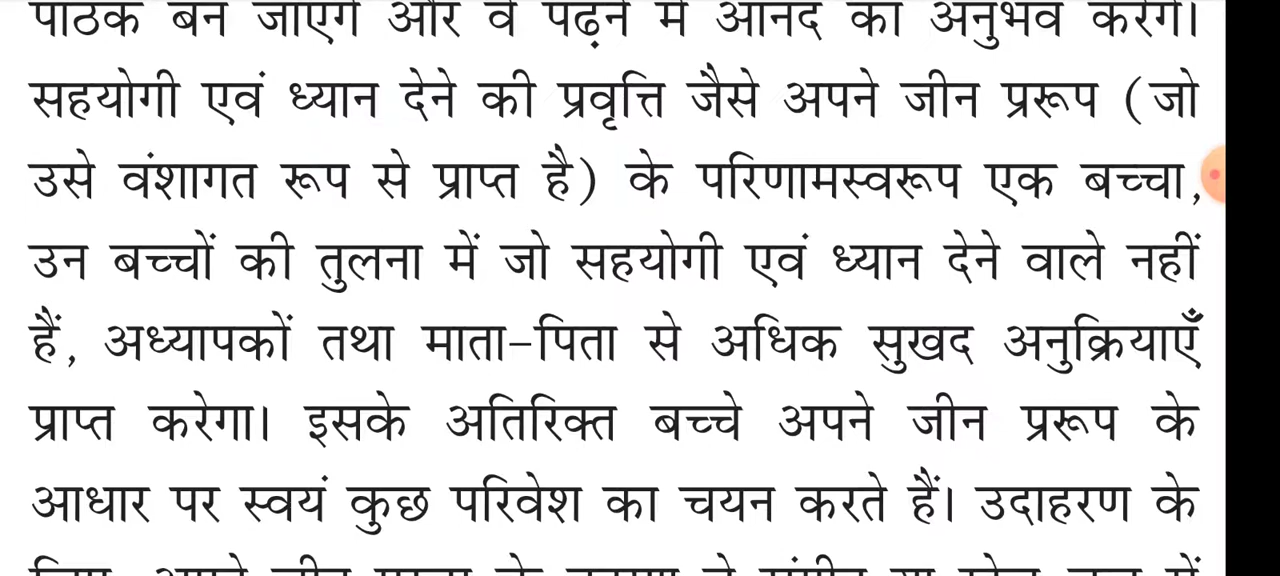 पाठक बन जाएँगे और वे पढ़ने में आनंद का अनुभव करेंगे।
सहयोगी एवं ध्यान देने की प्रवृत्ति जैसे अपने जीन प्ररूप (जो
उसे वंशागत रूप से प्राप्त है) के परिणामस्वरूप एक बच्चा,
उन बच्चों की तुलना में जो सहयोगी एवं ध्यान देने वाले नहीं
हैं, अध्यापकों तथा माता-पिता से अधिक सुखद अनुक्रियाएँ
प्राप्त करेगा। इसके अतिरिक्त बच्चे अपने जीन प्ररूप के
आधार पर स्वयं कुछ परिवेश का चयन करते हैं। उदाहरण के